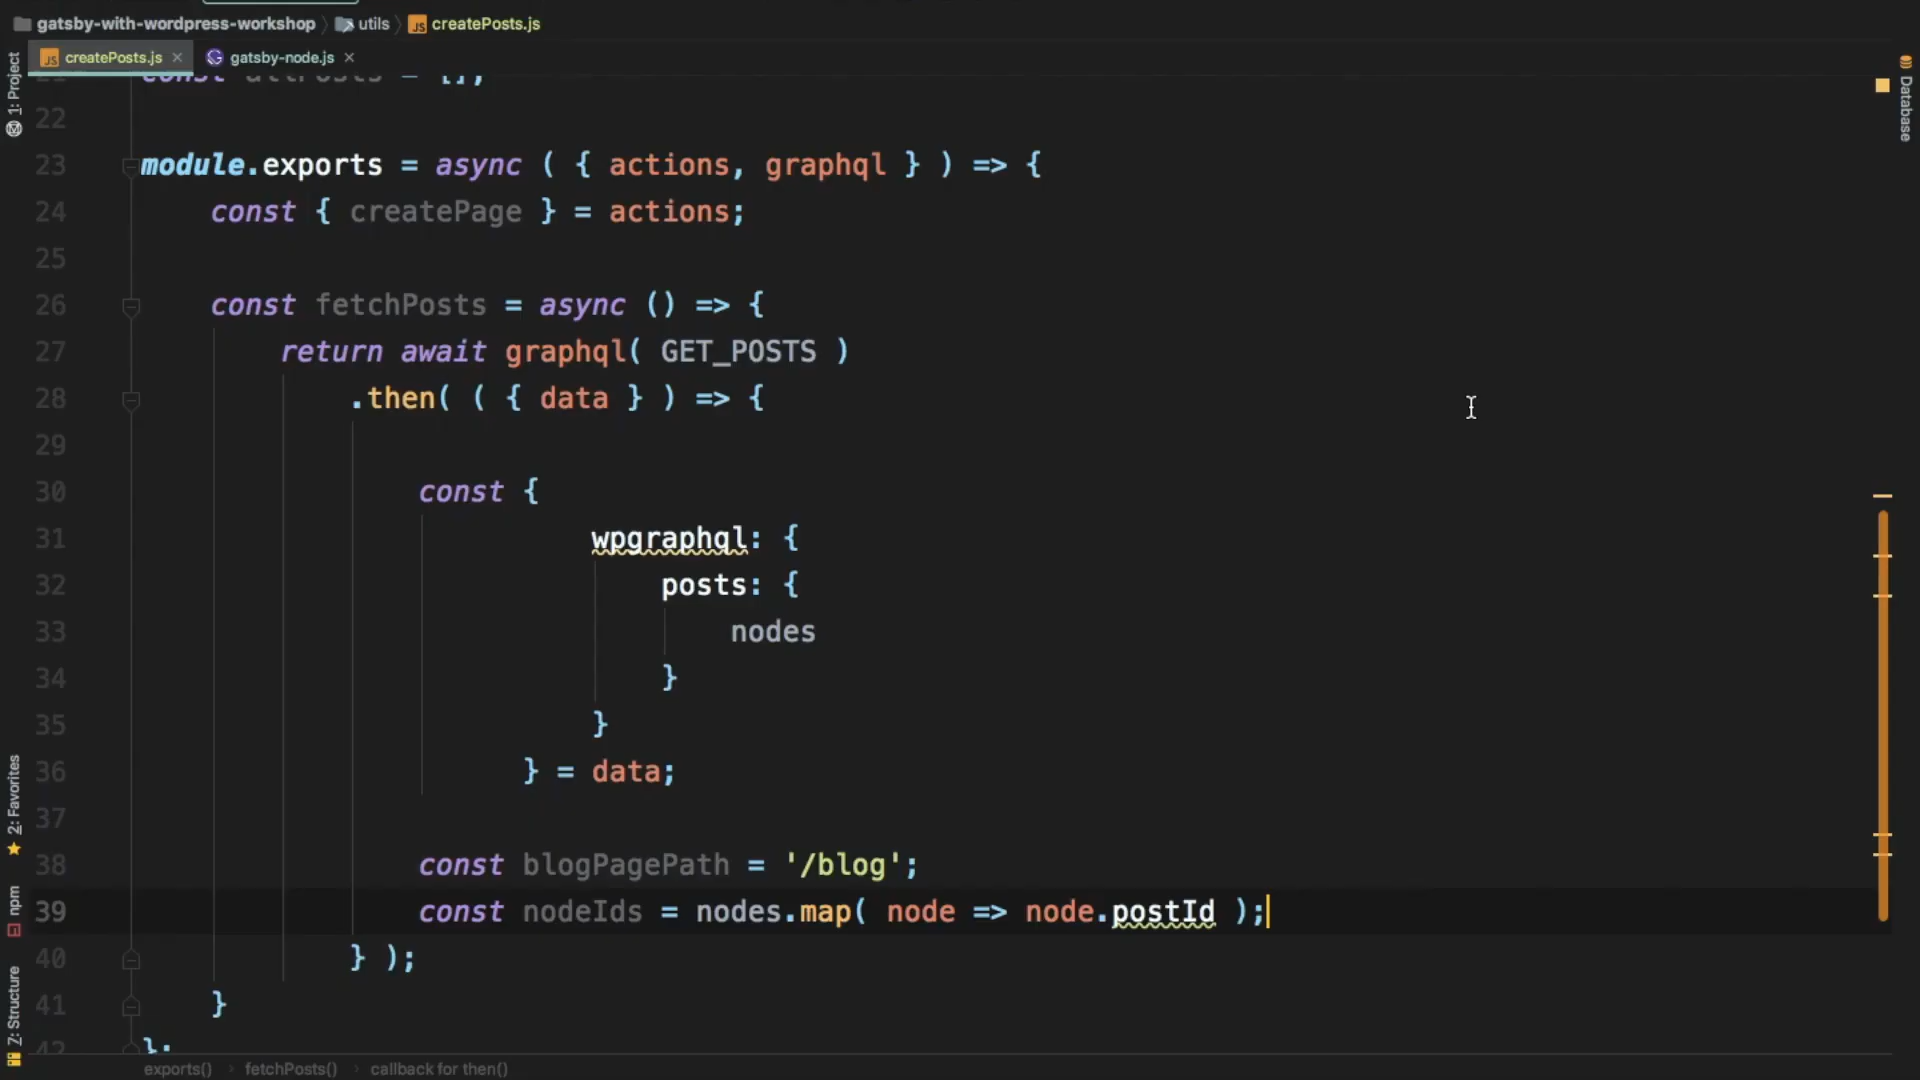 gatsby-with-wordpress-workshop utils createPosts.js
createPosts.js gatsby-node.js
1: Project
Database
2: Favorites
npm
Z: Structure
21 const allPosts = [];
22
23 module.exports = async ( { actions, graphql } ) => {
24 const { createPage } = actions;
25
26 const fetchPosts = async () => {
27 return await graphql( GET_POSTS )
28 .then( ( { data } ) => {
29
30 const {
31 wpgraphql: {
32 posts: {
33 nodes
34 }
35 }
36 } = data;
37
38 const blogPagePath = '/blog';
39 const nodeIds = nodes.map( node => node.postId );
40 } );
41 }
42 };
exports() fetchPosts() callback for then()